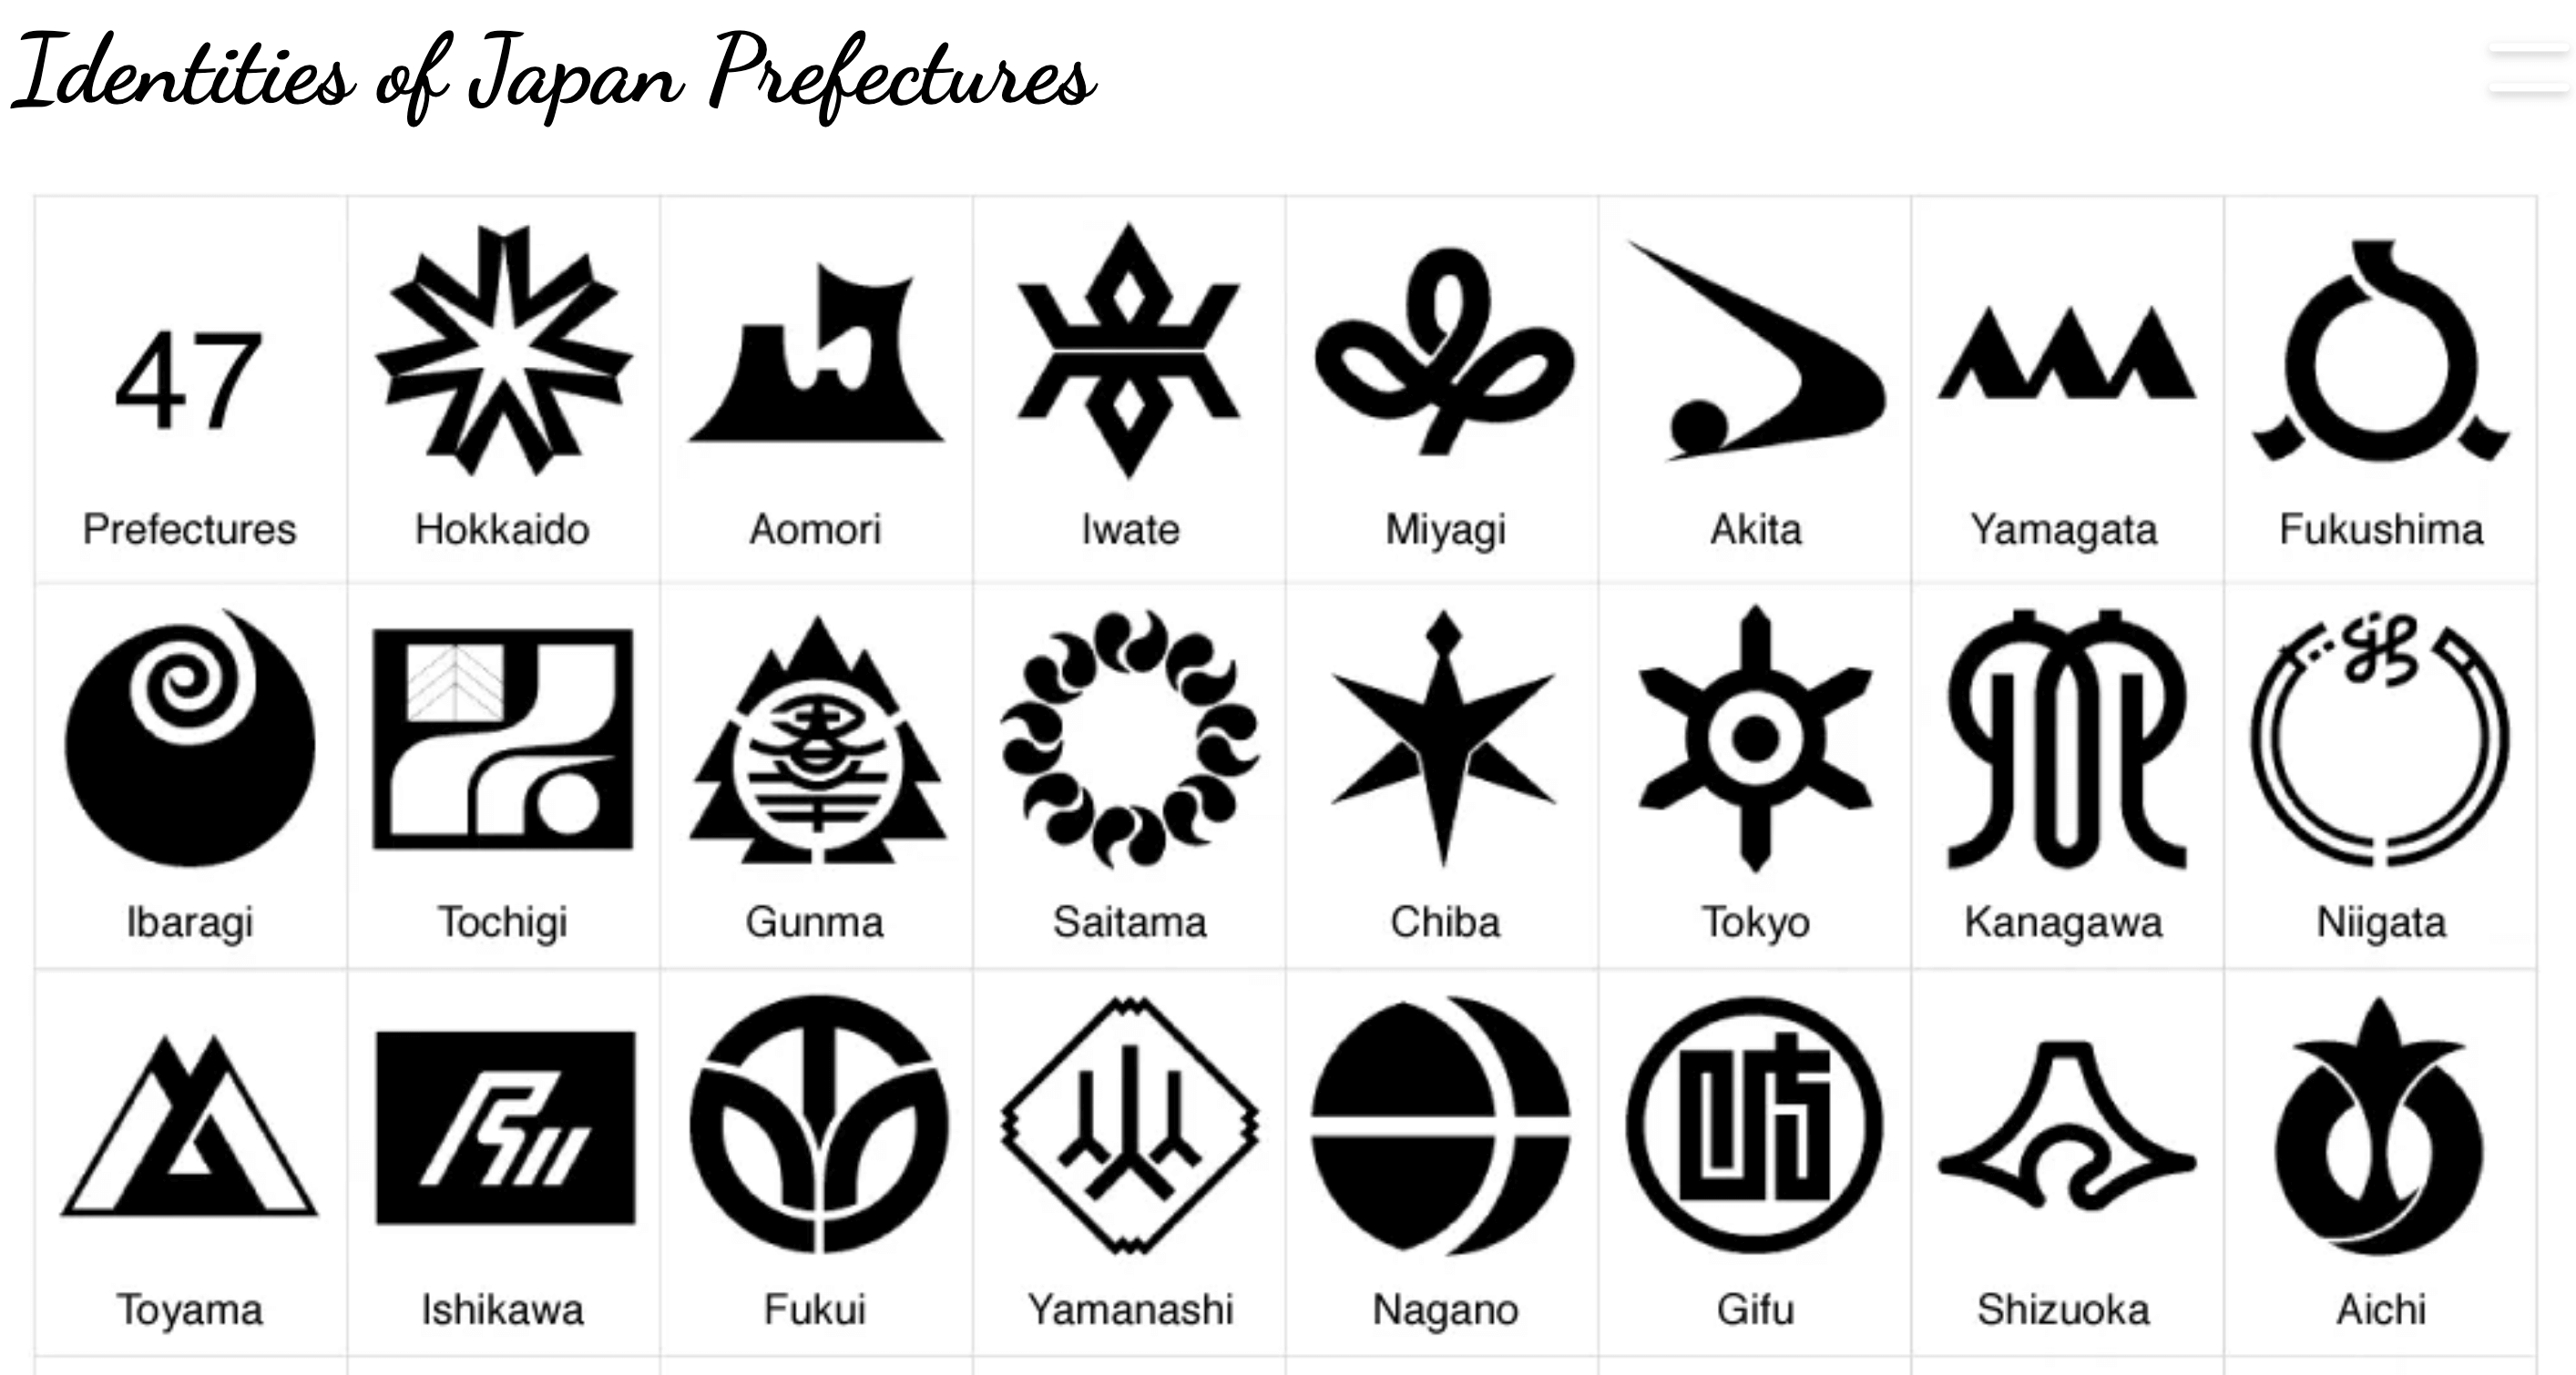 Identities of Japan Prefectures
47
Prefectures
Hokkaido
Aomori
Iwate
Miyagi
Akita
Yamagata
Fukushima
Ibaragi
Tochigi
Gunma
Saitama
Chiba
Tokyo
Kanagawa
Niigata
Toyama
Ishikawa
Fukui
Yamanashi
Nagano
Gifu
Shizuoka
Aichi